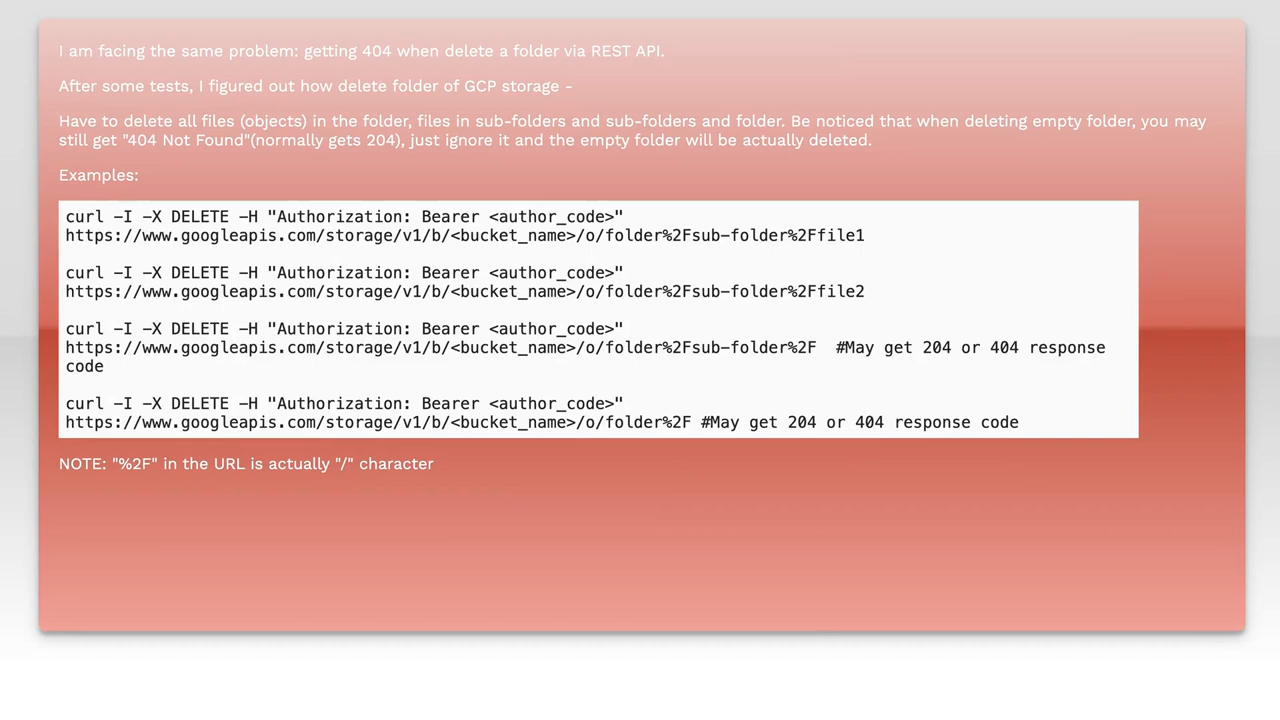 I am facing the same problem: getting 404 when delete a folder via REST API.
After some tests, I figured out how delete folder of GCP storage -
Have to delete all files (objects) in the folder, files in sub-folders and sub-folders and folder. Be noticed that when deleting empty folder, you may
still get "404 Not Found"(normally gets 204), just ignore it and the empty folder will be actually deleted.
Examples:
curl -I -X DELETE -H "Authorization: Bearer <author_code>"
https://www.googleapis.com/storage/v1/b/<bucket_name>/o/folder%2Fsub-folder%2Ffile1
curl -I -X DELETE -H "Authorization: Bearer <author_code>"
https://www.googleapis.com/storage/v1/b/<bucket_name>/o/folder%2Fsub-folder%2Ffile2
curl -I -X DELETE -H "Authorization: Bearer <author_code>"
https://www.googleapis.com/storage/v1/b/<bucket_name>/o/folder%2Fsub-folder%2F  #May get 204 or 404 response
code
curl -I -X DELETE -H "Authorization: Bearer <author_code>"
https://www.googleapis.com/storage/v1/b/<bucket_name>/o/folder%2F #May get 204 or 404 response code
NOTE: "%2F" in the URL is actually "/" character